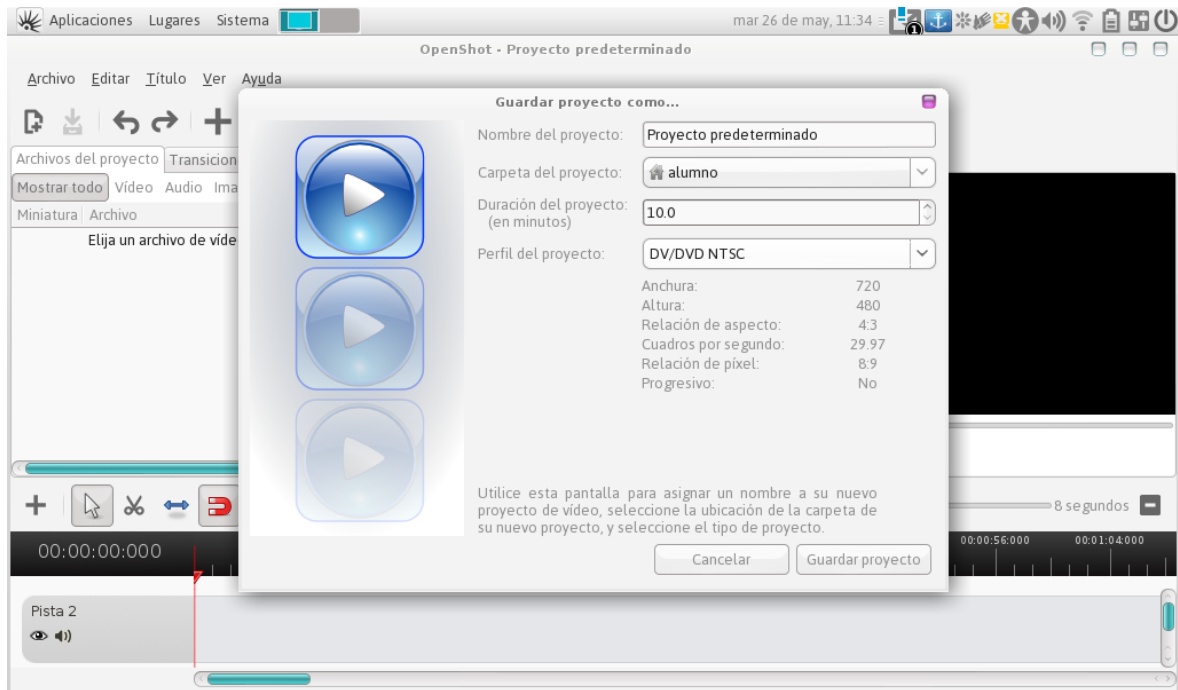 Aplicaciones Lugares Sistema
mar 26 de may, 11:34
1
OpenShot - Proyecto predeterminado
Archivo Editar Título Ver Ayuda
Guardar proyecto como...
Archivos del proyecto Transicion
Mostrar todo Vídeo Audio Ima
Miniatura Archivo
Elija un archivo de víde
Nombre del proyecto: Proyecto predeterminado
Carpeta del proyecto: alumno
Duración del proyecto: 10.0
(en minutos)
Perfil del proyecto: DV/DVD NTSC
Anchura: 720
Altura: 480
Relación de aspecto: 4:3
Cuadros por segundo: 29.97
Relación de píxel: 8:9
Progresivo: No
Utilice esta pantalla para asignar un nombre a su nuevo
proyecto de vídeo, seleccione la ubicación de la carpeta de
su nuevo proyecto, y seleccione el tipo de proyecto.
Cancelar Guardar proyecto
8 segundos
00:00:00:000
00:00:56:000 00:01:04:000
Pista 2